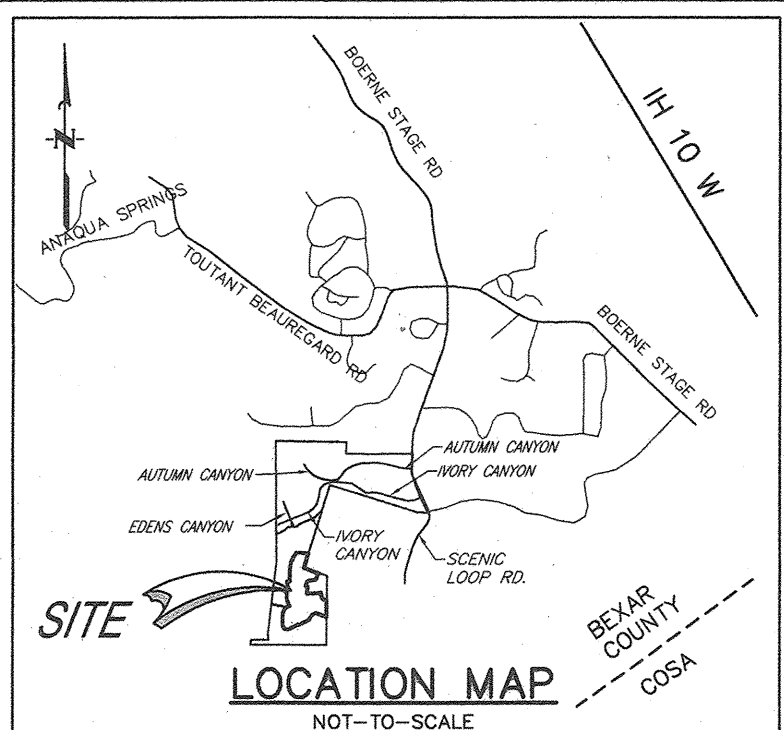 BOERNE STAGE RD
IH 10 W
-N-
ANAQUA SPRINGS
TOUTANT BEAUREGARD RD
BOERNE STAGE RD
AUTUMN CANYON
IVORY CANYON
AUTUMN CANYON
EDENS CANYON
IVORY
CANYON
SCENIC
LOOP RD.
SITE
BEXAR
COUNTY
COSA
LOCATION MAP
NOT-TO-SCALE